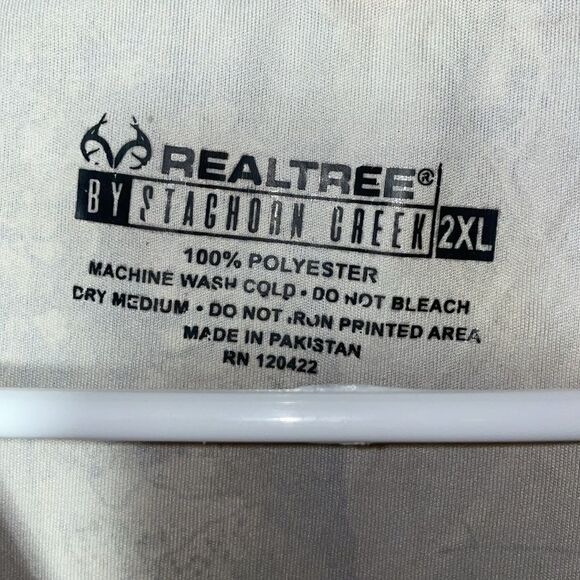 REALTREE®
BY STAGHORN CREEK 2XL
100% POLYESTER
MACHINE WASH COLD • DO NOT BLEACH
DRY MEDIUM • DO NOT IRON PRINTED AREA
MADE IN PAKISTAN
RN 120422